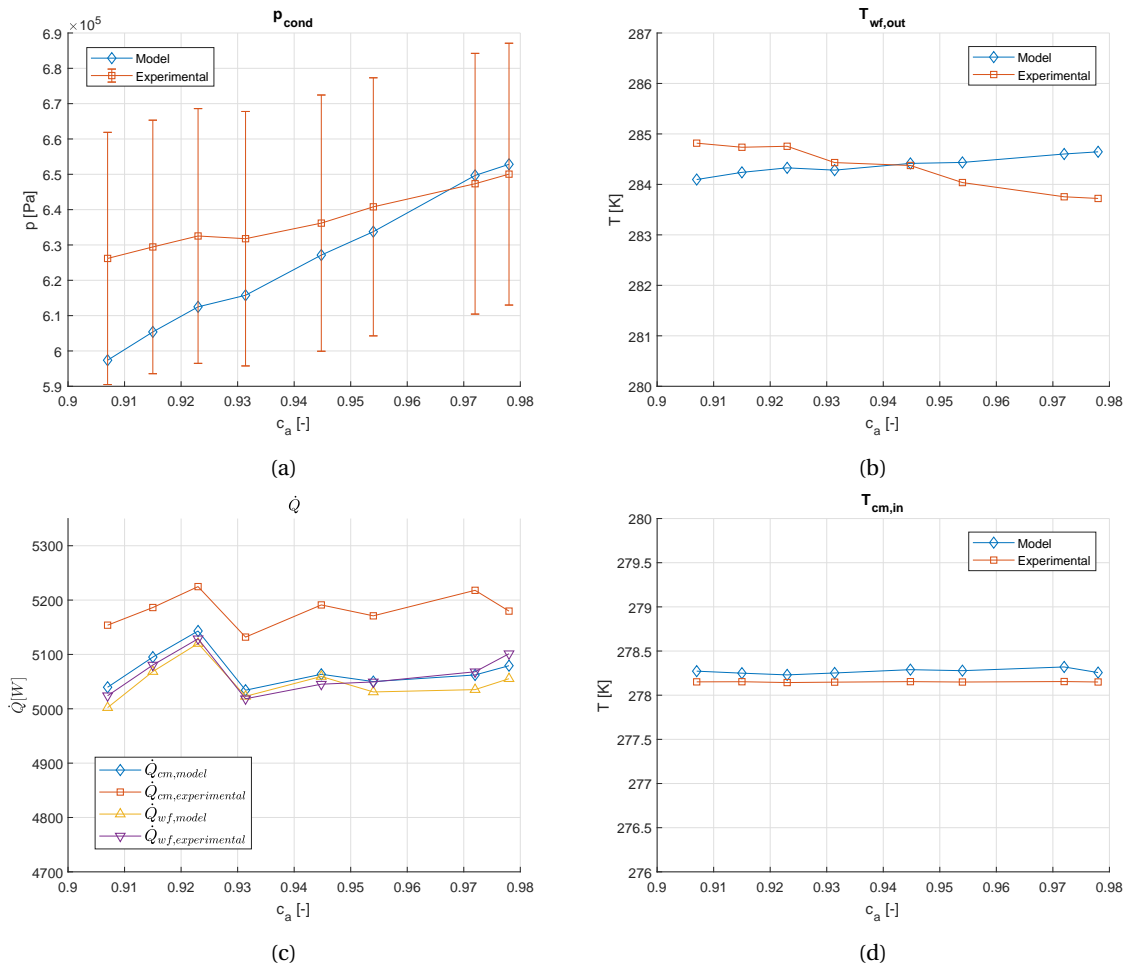 p_cond
×10^5
6.9
6.8
6.7
6.6
6.5
6.4
6.3
6.2
6.1
6
5.9
p [Pa]
Model
Experimental
0.9 0.91 0.92 0.93 0.94 0.95 0.96 0.97 0.98
c_a [-]
(a)
T_wf,out
287
286
285
284
283
282
281
280
T [K]
Model
Experimental
0.9 0.91 0.92 0.93 0.94 0.95 0.96 0.97 0.98
c_a [-]
(b)
Q̇
5300
5200
5100
5000
4900
4800
4700
Q̇[W]
Q̇_cm,model
Q̇_cm,experimental
Q̇_wf,model
Q̇_wf,experimental
0.9 0.91 0.92 0.93 0.94 0.95 0.96 0.97 0.98
c_a [-]
(c)
T_cm,in
280
279.5
279
278.5
278
277.5
277
276.5
276
T [K]
Model
Experimental
0.9 0.91 0.92 0.93 0.94 0.95 0.96 0.97 0.98
c_a [-]
(d)